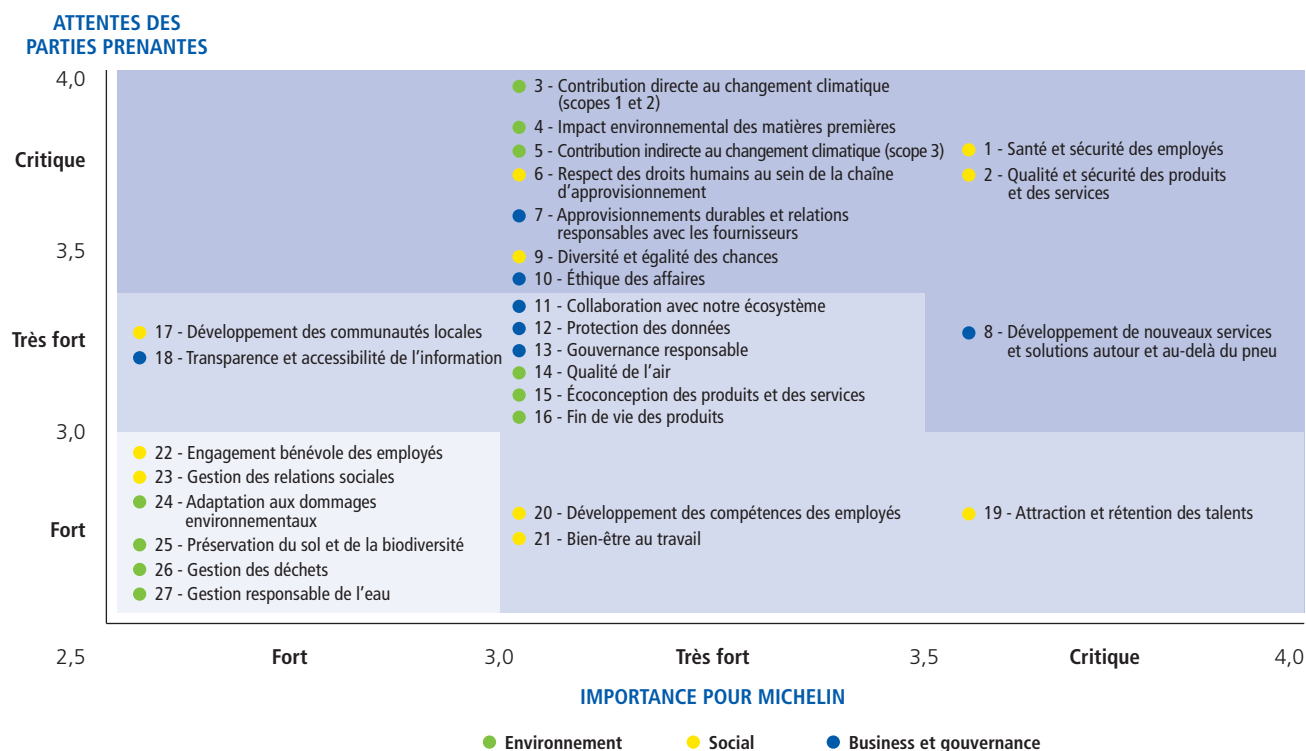 ATTENTES DES
PARTIES PRENANTES
4,0
Critique
3,5
Très fort
3,0
Fort
2,5
3 - Contribution directe au changement climatique
(scopes 1 et 2)
4 - Impact environnemental des matières premières
5 - Contribution indirecte au changement climatique (scope 3)
6 - Respect des droits humains au sein de la chaîne
d'approvisionnement
7 - Approvisionnements durables et relations
responsables avec les fournisseurs
9 - Diversité et égalité des chances
10 - Éthique des affaires
1 - Santé et sécurité des employés
2 - Qualité et sécurité des produits
et des services
17 - Développement des communautés locales
18 - Transparence et accessibilité de l'information
11 - Collaboration avec notre écosystème
12 - Protection des données
13 - Gouvernance responsable
14 - Qualité de l'air
15 - Écoconception des produits et des services
16 - Fin de vie des produits
8 - Développement de nouveaux services
et solutions autour et au-delà du pneu
22 - Engagement bénévole des employés
23 - Gestion des relations sociales
24 - Adaptation aux dommages
environnementaux
25 - Préservation du sol et de la biodiversité
26 - Gestion des déchets
27 - Gestion responsable de l'eau
20 - Développement des compétences des employés
21 - Bien-être au travail
19 - Attraction et rétention des talents
Fort
3,0
Très fort
3,5
Critique
4,0
IMPORTANCE POUR MICHELIN
Environnement
Social
Business et gouvernance